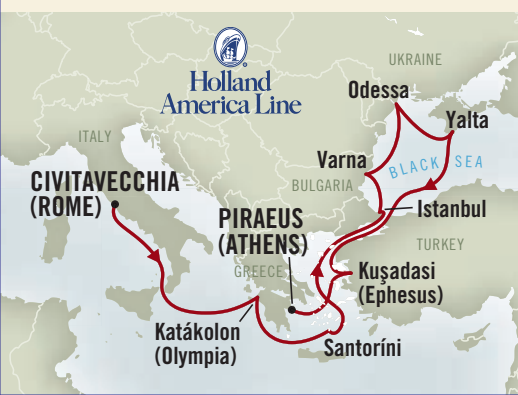 Holland
America Line
UKRAINE
Odessa
Yalta
ITALY
Varna
BLACK SEA
BULGARIA
CIVITAVECCHIA
(ROME)
Istanbul
PIRAEUS
(ATHENS)
TURKEY
GREECE
Kuşadasi
(Ephesus)
Katákolon
(Olympia)
Santoríni